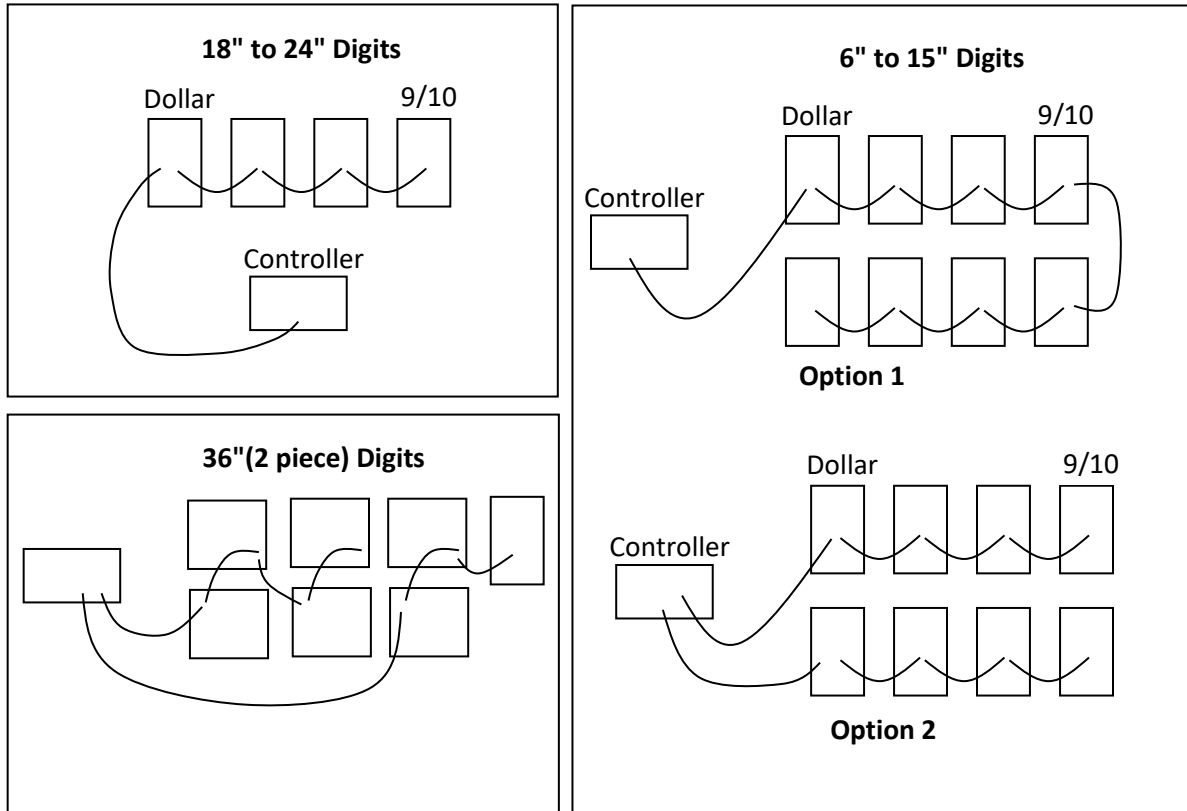 18" to 24" Digits
Dollar 9/10
Controller
36"(2 piece) Digits
6" to 15" Digits
Dollar 9/10
Controller
Option 1
Dollar 9/10
Controller
Option 2